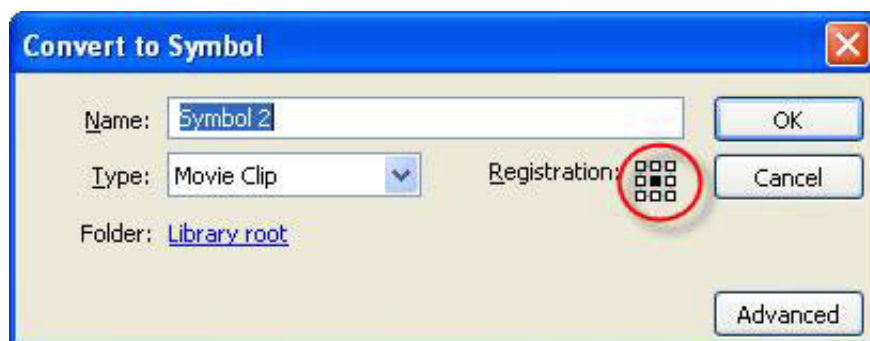 Convert to Symbol
Name: Symbol 2 OK
Type: Movie Clip Registration: Cancel
Folder: Library root
Advanced